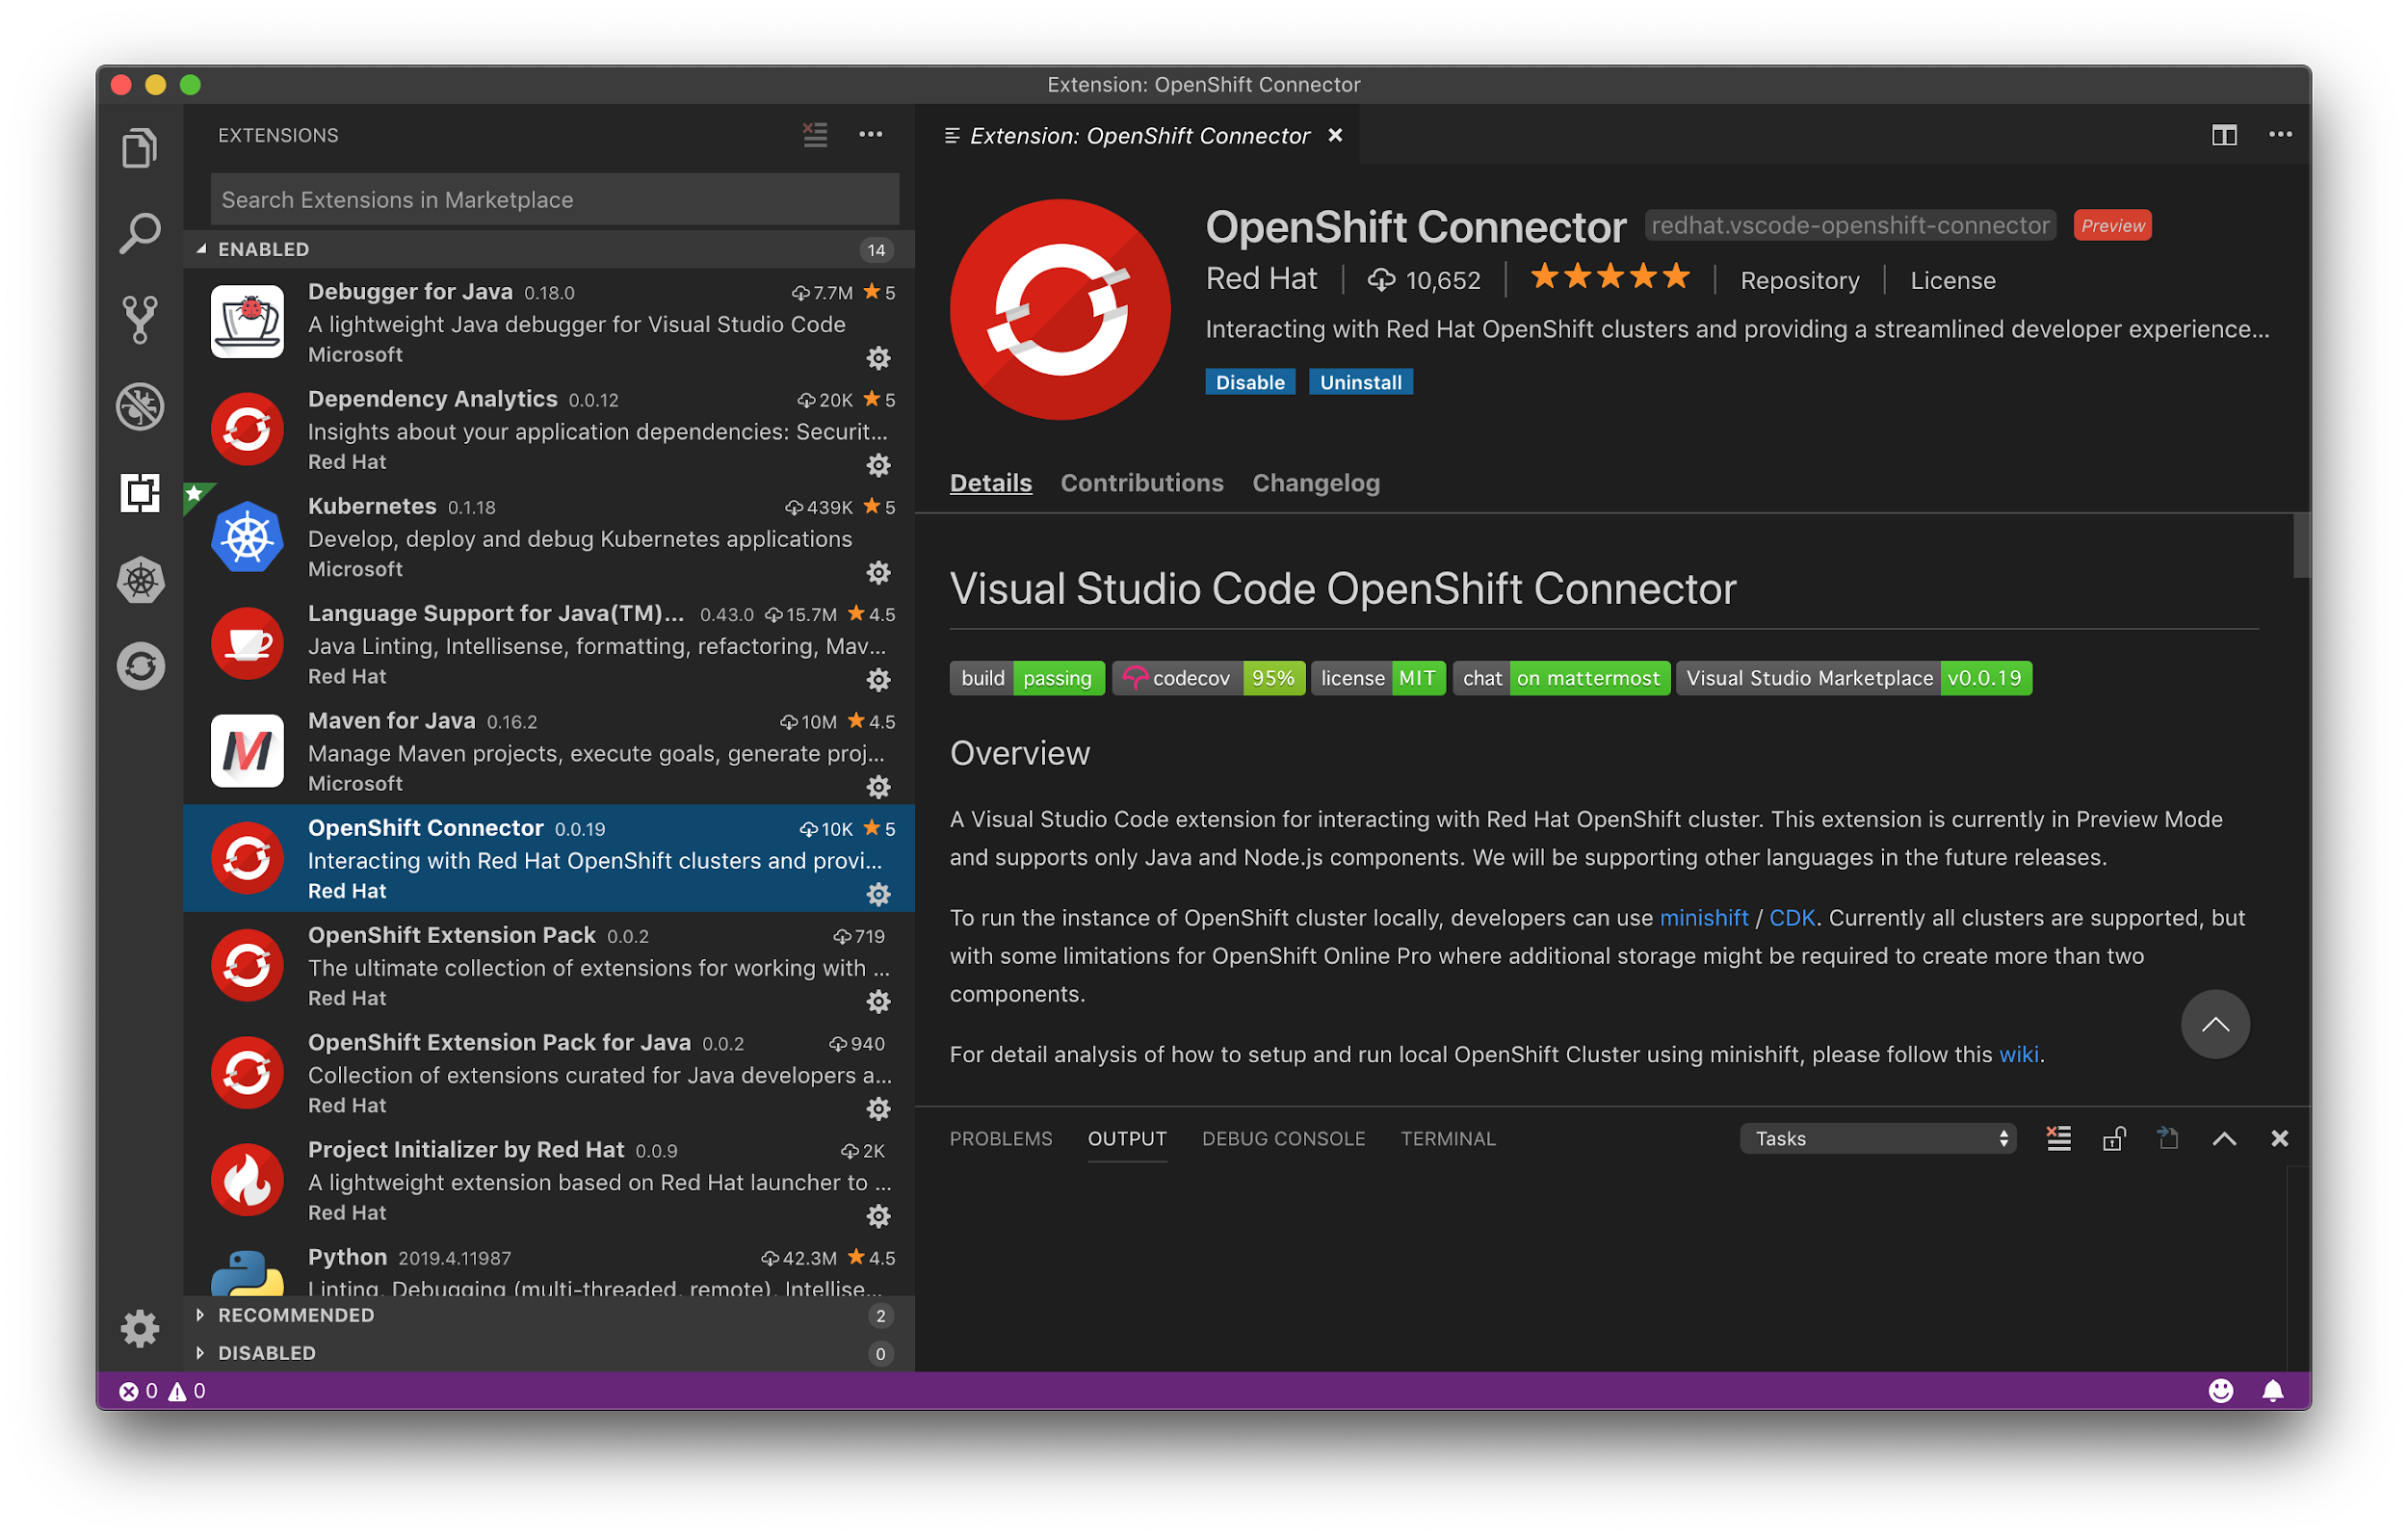 Extension: OpenShift Connector
EXTENSIONS
Search Extensions in Marketplace
ENABLED 14
Debugger for Java 0.18.0 7.7M 5
A lightweight Java debugger for Visual Studio Code
Microsoft
Dependency Analytics 0.0.12 20K 5
Insights about your application dependencies: Securit...
Red Hat
Kubernetes 0.1.18 439K 5
Develop, deploy and debug Kubernetes applications
Microsoft
Language Support for Java(TM)... 0.43.0 15.7M 4.5
Java Linting, Intellisense, formatting, refactoring, Mav...
Red Hat
Maven for Java 0.16.2 10M 4.5
Manage Maven projects, execute goals, generate proj...
Microsoft
OpenShift Connector 0.0.19 10K 5
Interacting with Red Hat OpenShift clusters and provi...
Red Hat
OpenShift Extension Pack 0.0.2 719
The ultimate collection of extensions for working with ...
Red Hat
OpenShift Extension Pack for Java 0.0.2 940
Collection of extensions curated for Java developers a...
Red Hat
Project Initializer by Red Hat 0.0.9 2K
A lightweight extension based on Red Hat launcher to ...
Red Hat
Python 2019.4.11987 42.3M 4.5
Linting, Debugging (multi-threaded, remote), Intellise...
RECOMMENDED 2
DISABLED 0
Extension: OpenShift Connector
OpenShift Connector redhat.vscode-openshift-connector Preview
Red Hat 10,652 Repository License
Interacting with Red Hat OpenShift clusters and providing a streamlined developer experience...
Disable Uninstall
Details Contributions Changelog
Visual Studio Code OpenShift Connector
build passing codecov 95% license MIT chat on mattermost Visual Studio Marketplace v0.0.19
Overview
A Visual Studio Code extension for interacting with Red Hat OpenShift cluster. This extension is currently in Preview Mode
and supports only Java and Node.js components. We will be supporting other languages in the future releases.
To run the instance of OpenShift cluster locally, developers can use minishift / CDK. Currently all clusters are supported, but
with some limitations for OpenShift Online Pro where additional storage might be required to create more than two
components.
For detail analysis of how to setup and run local OpenShift Cluster using minishift, please follow this wiki.
PROBLEMS OUTPUT DEBUG CONSOLE TERMINAL Tasks
0 0